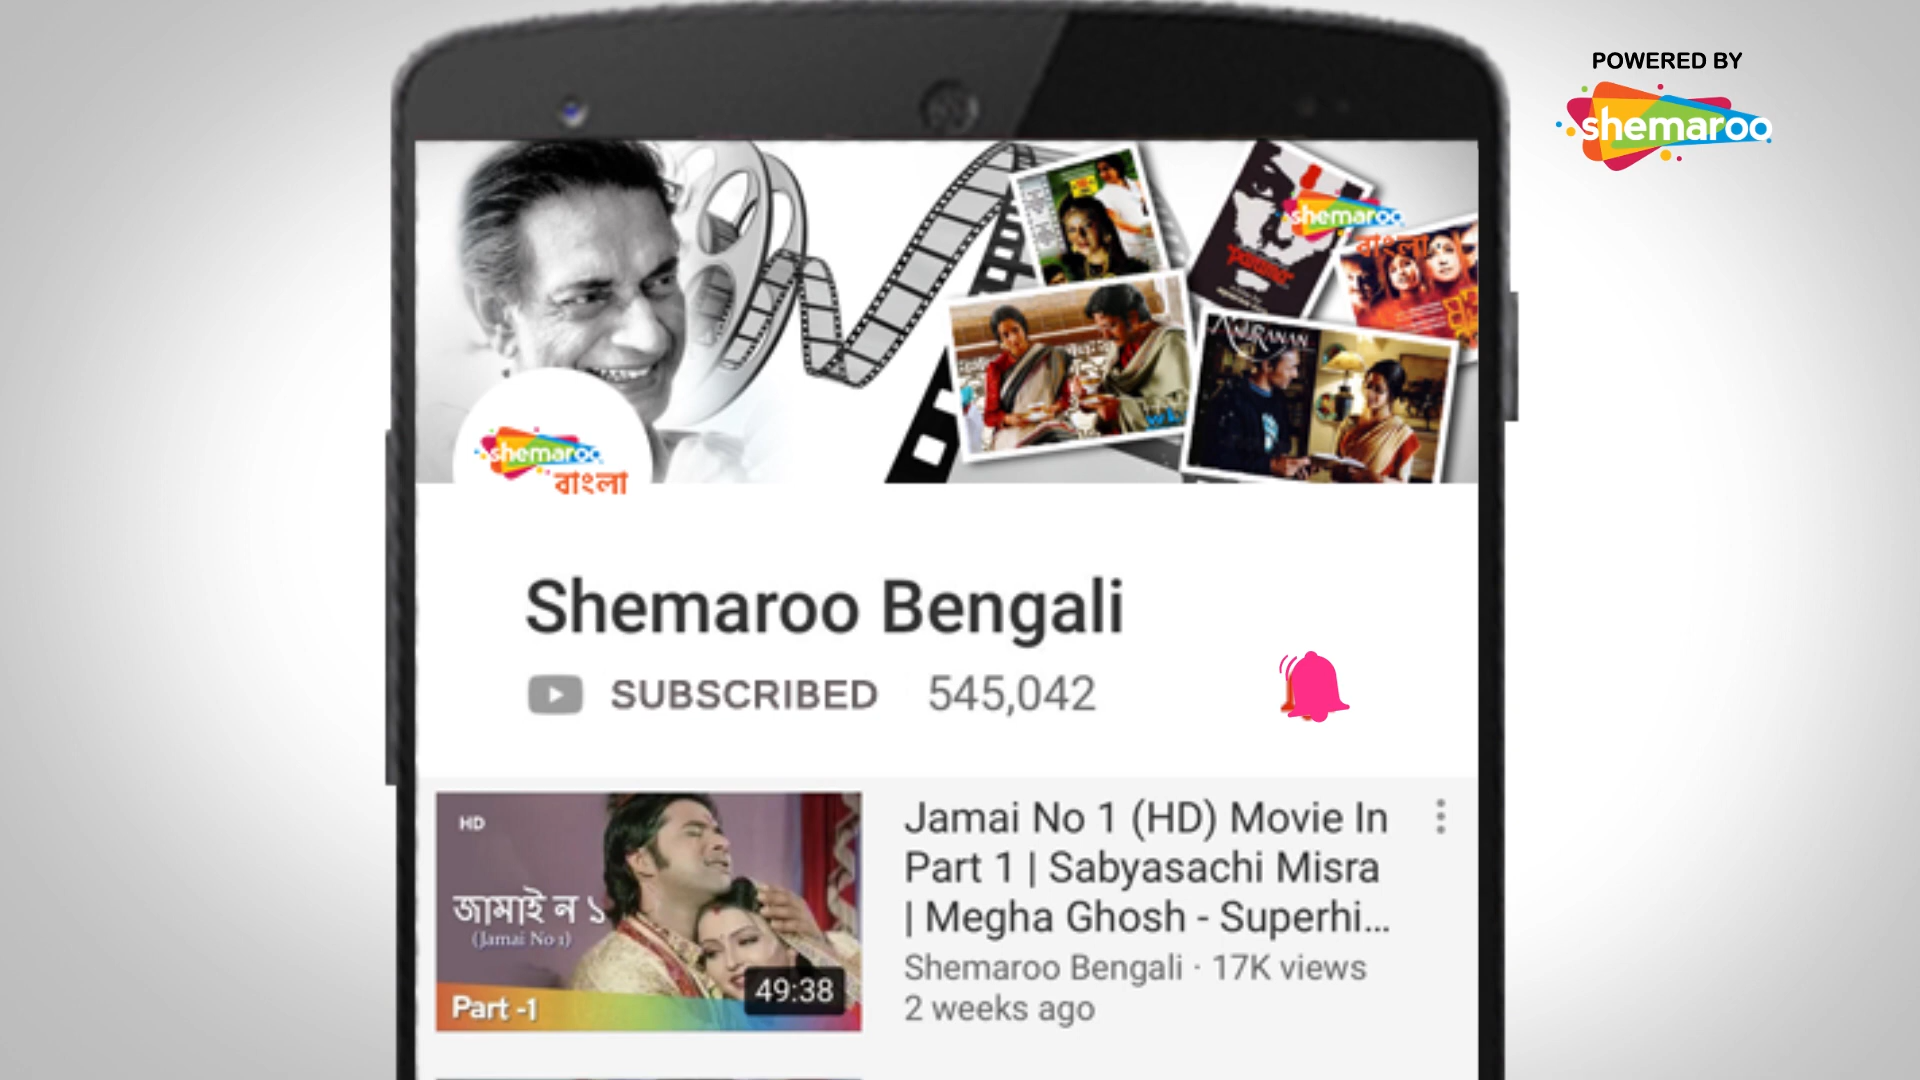 POWERED BY
shemaroo
shemaroo
বাংলা
ANURANAN
shemaroo
বাংলা
Shemaroo Bengali
SUBSCRIBED 545,042
HD
জামাই ন ১
(Jamai No 1)
Part -1
49:38
Jamai No 1 (HD) Movie In
Part 1 | Sabyasachi Misra
| Megha Ghosh - Superhi...
Shemaroo Bengali · 17K views
2 weeks ago